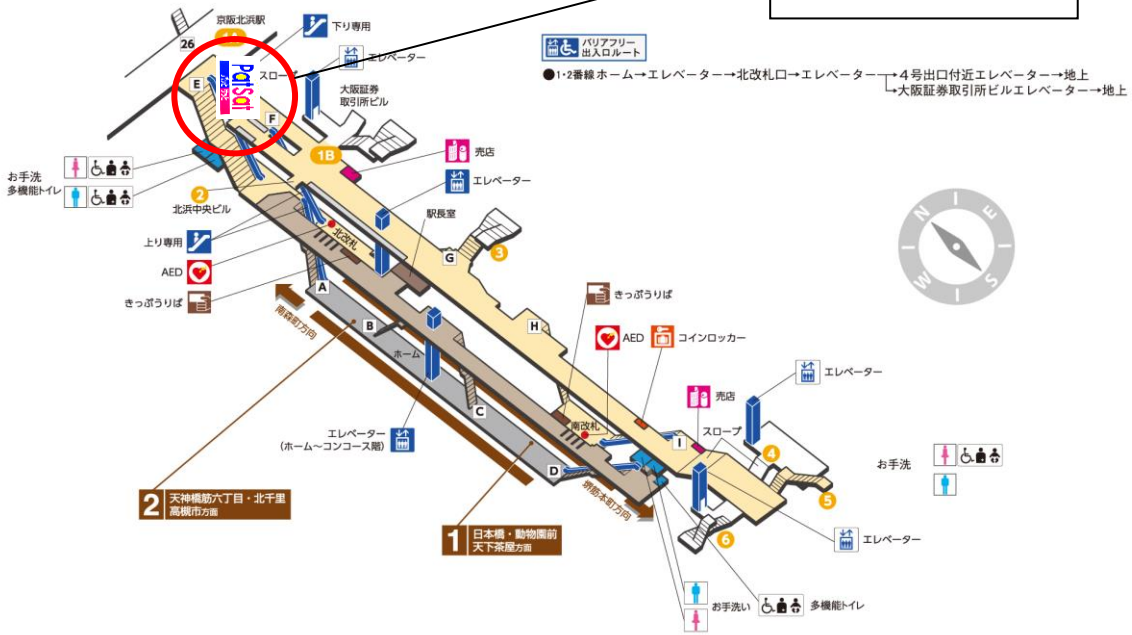 京阪北浜駅
下り専用
26
エレベーター
E
PatSat
スロープ
F
大阪証券
取引所ビル
バリアフリー
出入口ルート
●1・2番線ホーム→エレベーター→北改札口→エレベーター→4号出口付近エレベーター→地上
→大阪証券取引所ビルエレベーター→地上
1B
売店
お手洗
多機能トイレ
2
北浜中央ビル
エレベーター
駅長室
上り専用
北改札
AED
きっぷうりば
G
3
N
E
S
W
A
南森町方向
B
ホーム
C
きっぷうりば
H
AED
コインロッカー
エレベーター
売店
スロープ
南改札
I
エレベーター
(ホーム~コンコース階)
D
4
5
お手洗
2 天神橋筋六丁目・北千里
高槻市方面
1 日本橋・動物園前
天下茶屋方面
堺筋本町方向
6
エレベーター
お手洗い
多機能トイレ